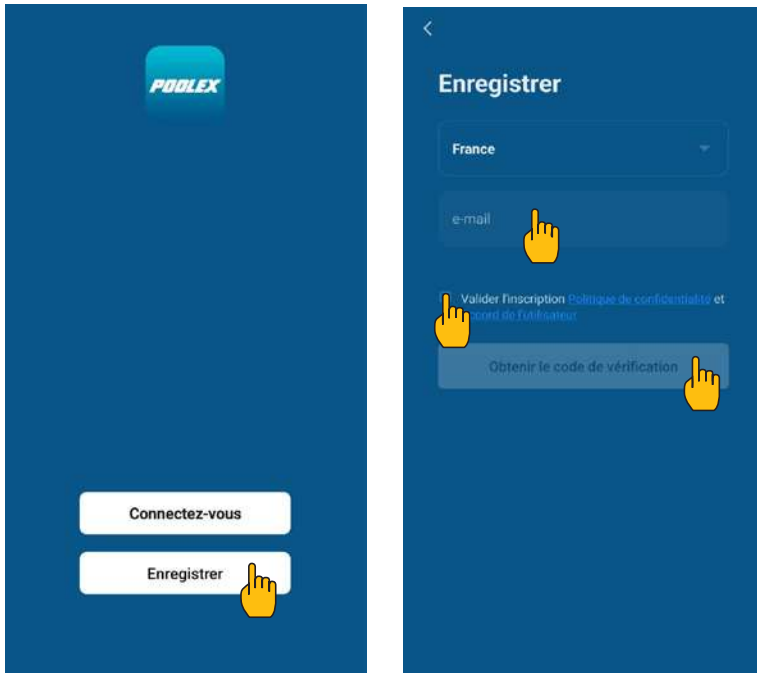 POOLEX
Connectez-vous
Enregistrer
Enregistrer
France
e-mail
Valider l'inscription Politique de confidentialité et
accord de l'utilisateur
Obtenir le code de vérification